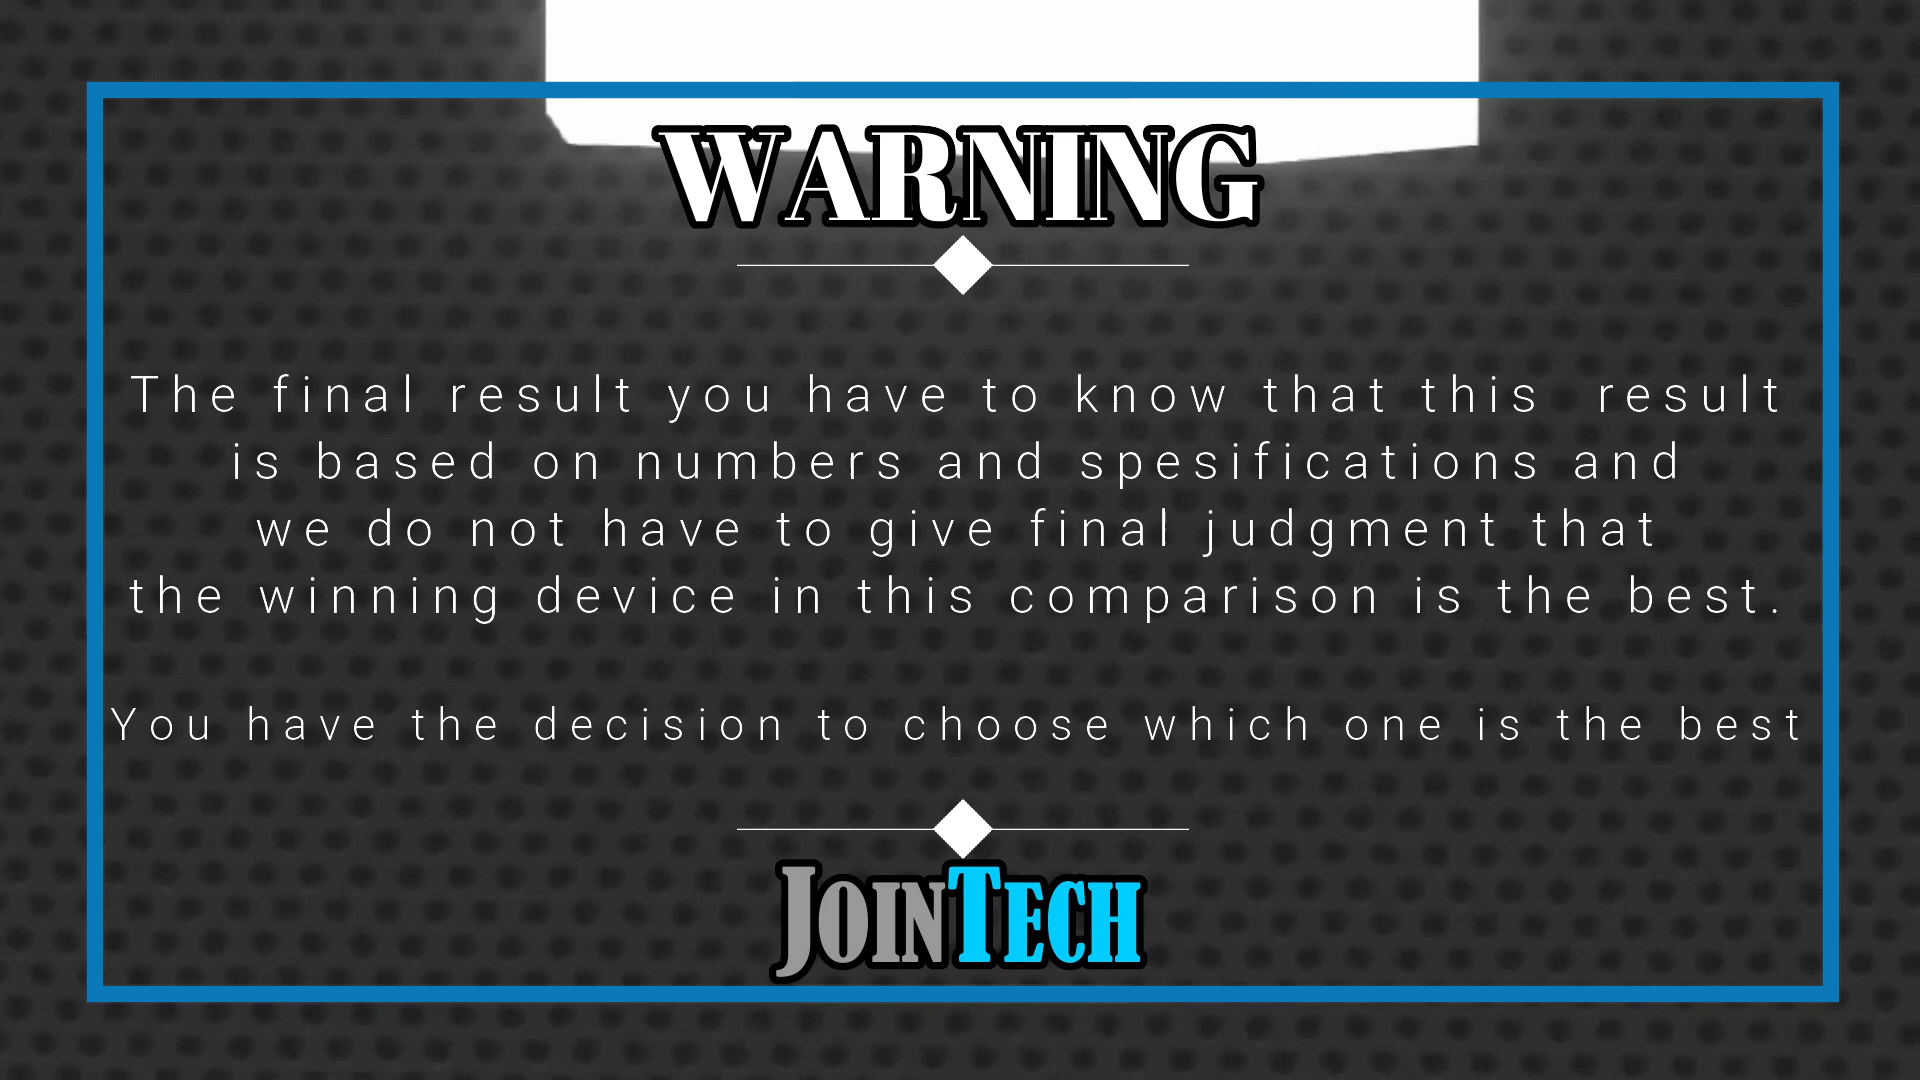 WARNING
The final result you have to know that this result
is based on numbers and spesifications and
we do not have to give final judgment that
the winning device in this comparison is the best.
You have the decision to choose which one is the best
JOINTECH